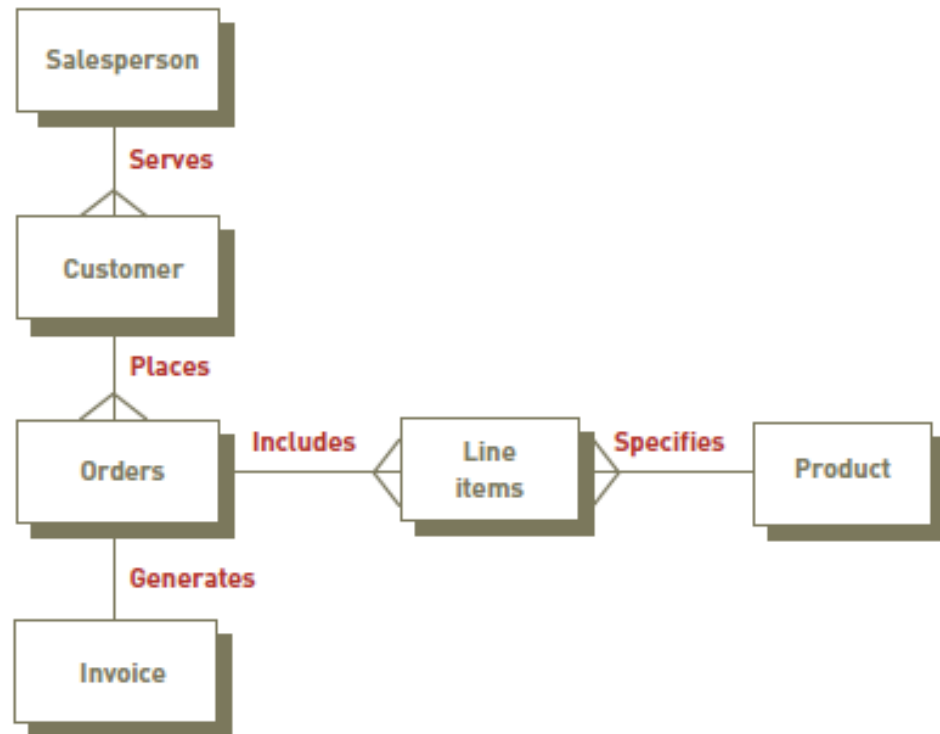 Salesperson
Serves
Customer
Places
Orders
Includes
Line
items
Specifies
Product
Generates
Invoice